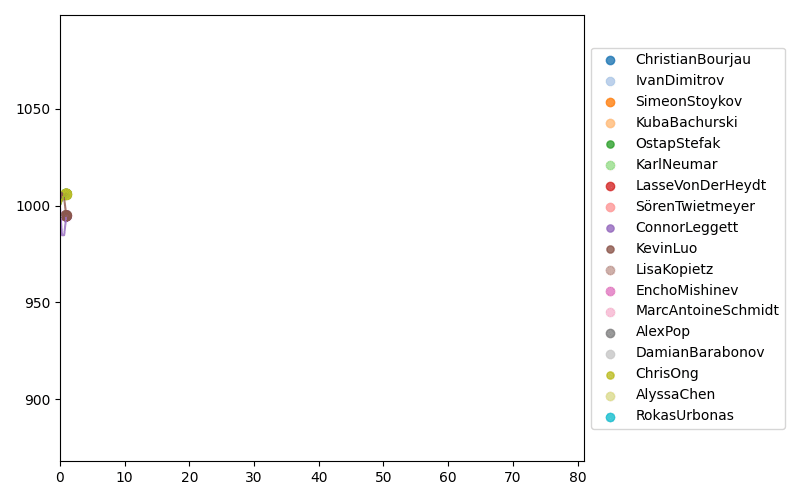 1050
1000
950
900
0 10 20 30 40 50 60 70 80
ChristianBourjau
IvanDimitrov
SimeonStoykov
KubaBachurski
OstapStefak
KarlNeumar
LasseVonDerHeydt
SörenTwietmeyer
ConnorLeggett
KevinLuo
LisaKopietz
EnchoMishinev
MarcAntoineSchmidt
AlexPop
DamianBarabonov
ChrisOng
AlyssaChen
RokasUrbonas